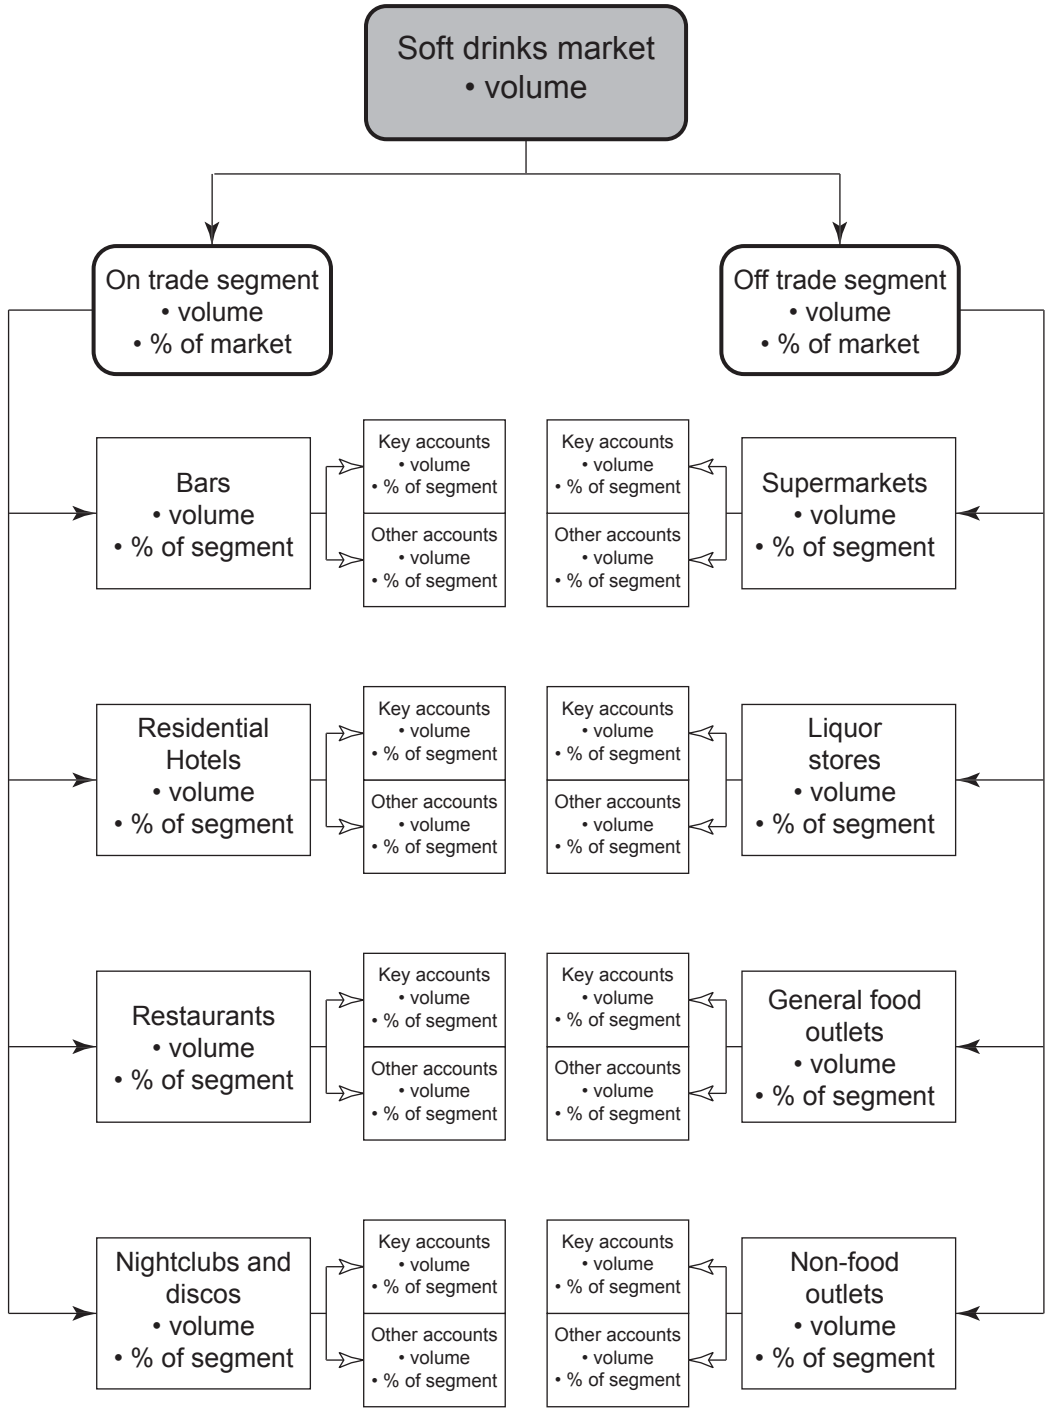 Soft drinks market
• volume
On trade segment
• volume
• % of market
Off trade segment
• volume
• % of market
Bars
• volume
• % of segment
Key accounts
• volume
• % of segment
Other accounts
• volume
• % of segment
Key accounts
• volume
• % of segment
Other accounts
• volume
• % of segment
Supermarkets
• volume
• % of segment
Residential
Hotels
• volume
• % of segment
Key accounts
• volume
• % of segment
Other accounts
• volume
• % of segment
Key accounts
• volume
• % of segment
Other accounts
• volume
• % of segment
Liquor
stores
• volume
• % of segment
Restaurants
• volume
• % of segment
Key accounts
• volume
• % of segment
Other accounts
• volume
• % of segment
Key accounts
• volume
• % of segment
Other accounts
• volume
• % of segment
General food
outlets
• volume
• % of segment
Nightclubs and
discos
• volume
• % of segment
Key accounts
• volume
• % of segment
Other accounts
• volume
• % of segment
Key accounts
• volume
• % of segment
Other accounts
• volume
• % of segment
Non-food
outlets
• volume
• % of segment